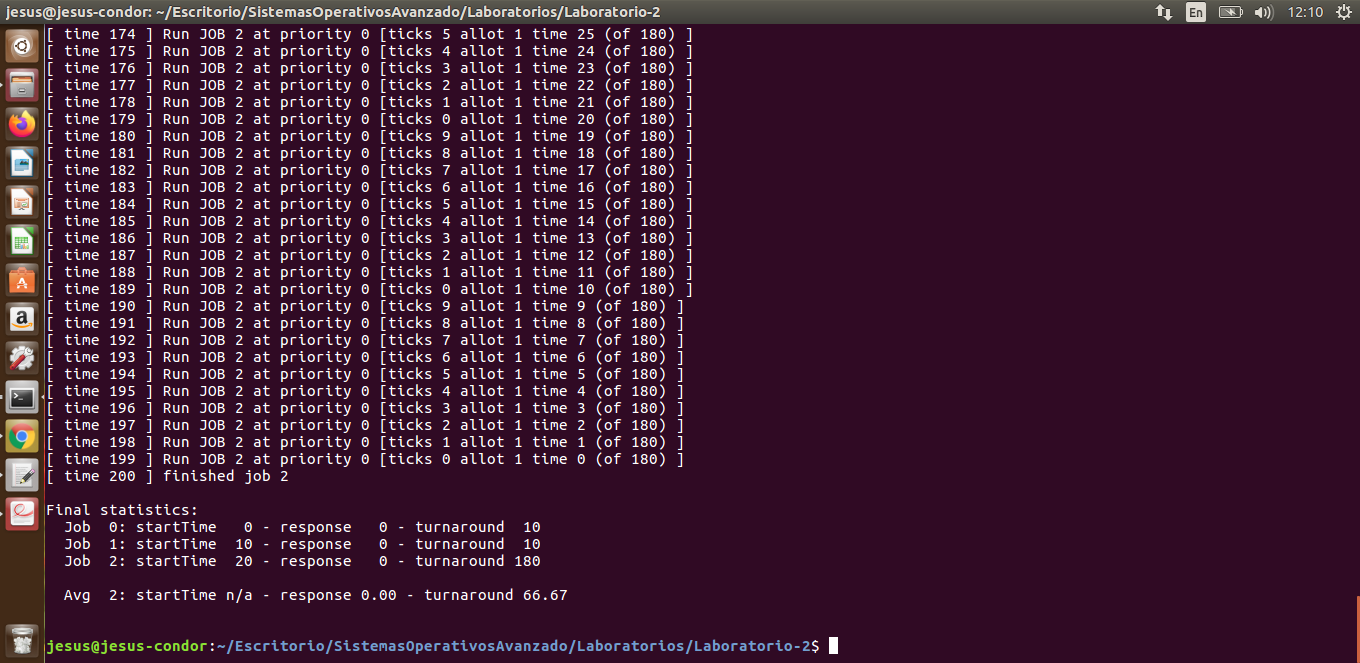 jesus@jesus-condor: ~/Escritorio/SistemasOperativosAvanzado/Laboratorios/Laboratorio-2 En 12:10
[ time 174 ] Run JOB 2 at priority 0 [ticks 5 allot 1 time 25 (of 180) ]
[ time 175 ] Run JOB 2 at priority 0 [ticks 4 allot 1 time 24 (of 180) ]
[ time 176 ] Run JOB 2 at priority 0 [ticks 3 allot 1 time 23 (of 180) ]
[ time 177 ] Run JOB 2 at priority 0 [ticks 2 allot 1 time 22 (of 180) ]
[ time 178 ] Run JOB 2 at priority 0 [ticks 1 allot 1 time 21 (of 180) ]
[ time 179 ] Run JOB 2 at priority 0 [ticks 0 allot 1 time 20 (of 180) ]
[ time 180 ] Run JOB 2 at priority 0 [ticks 9 allot 1 time 19 (of 180) ]
[ time 181 ] Run JOB 2 at priority 0 [ticks 8 allot 1 time 18 (of 180) ]
[ time 182 ] Run JOB 2 at priority 0 [ticks 7 allot 1 time 17 (of 180) ]
[ time 183 ] Run JOB 2 at priority 0 [ticks 6 allot 1 time 16 (of 180) ]
[ time 184 ] Run JOB 2 at priority 0 [ticks 5 allot 1 time 15 (of 180) ]
[ time 185 ] Run JOB 2 at priority 0 [ticks 4 allot 1 time 14 (of 180) ]
[ time 186 ] Run JOB 2 at priority 0 [ticks 3 allot 1 time 13 (of 180) ]
[ time 187 ] Run JOB 2 at priority 0 [ticks 2 allot 1 time 12 (of 180) ]
[ time 188 ] Run JOB 2 at priority 0 [ticks 1 allot 1 time 11 (of 180) ]
[ time 189 ] Run JOB 2 at priority 0 [ticks 0 allot 1 time 10 (of 180) ]
[ time 190 ] Run JOB 2 at priority 0 [ticks 9 allot 1 time 9 (of 180) ]
[ time 191 ] Run JOB 2 at priority 0 [ticks 8 allot 1 time 8 (of 180) ]
[ time 192 ] Run JOB 2 at priority 0 [ticks 7 allot 1 time 7 (of 180) ]
[ time 193 ] Run JOB 2 at priority 0 [ticks 6 allot 1 time 6 (of 180) ]
[ time 194 ] Run JOB 2 at priority 0 [ticks 5 allot 1 time 5 (of 180) ]
[ time 195 ] Run JOB 2 at priority 0 [ticks 4 allot 1 time 4 (of 180) ]
[ time 196 ] Run JOB 2 at priority 0 [ticks 3 allot 1 time 3 (of 180) ]
[ time 197 ] Run JOB 2 at priority 0 [ticks 2 allot 1 time 2 (of 180) ]
[ time 198 ] Run JOB 2 at priority 0 [ticks 1 allot 1 time 1 (of 180) ]
[ time 199 ] Run JOB 2 at priority 0 [ticks 0 allot 1 time 0 (of 180) ]
[ time 200 ] finished job 2
Final statistics:
Job  0: startTime   0 - response   0 - turnaround  10
Job  1: startTime  10 - response   0 - turnaround  10
Job  2: startTime  20 - response   0 - turnaround 180
Avg  2: startTime n/a - response 0.00 - turnaround 66.67
jesus@jesus-condor:~/Escritorio/SistemasOperativosAvanzado/Laboratorios/Laboratorio-2$